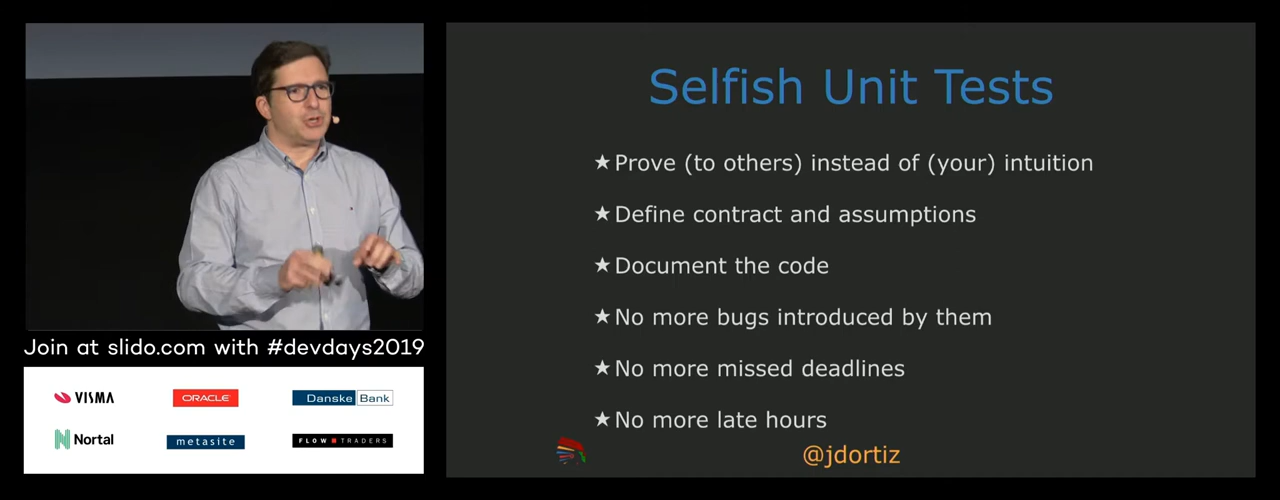 Selfish Unit Tests
★Prove (to others) instead of (your) intuition
★Define contract and assumptions
★Document the code
★No more bugs introduced by them
★No more missed deadlines
★No more late hours
@jdortiz
Join at slido.com with #devdays2019
VISMA
ORACLE
Danske Bank
Nortal
metasite
FLOW TRADERS